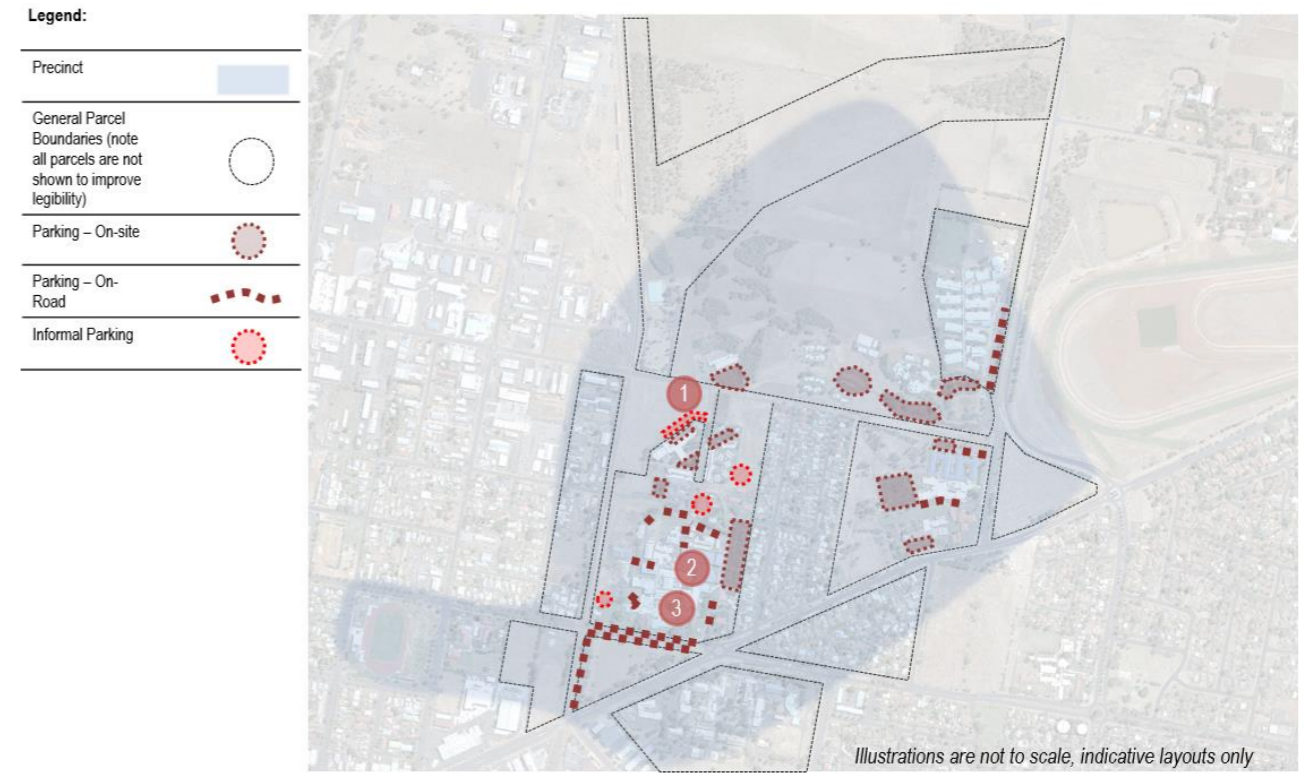 Legend:
Precinct
General Parcel
Boundaries (note
all parcels are not
shown to improve
legibility)
Parking – On-site
Parking – On-
Road
Informal Parking
1
2
3
Illustrations are not to scale, indicative layouts only